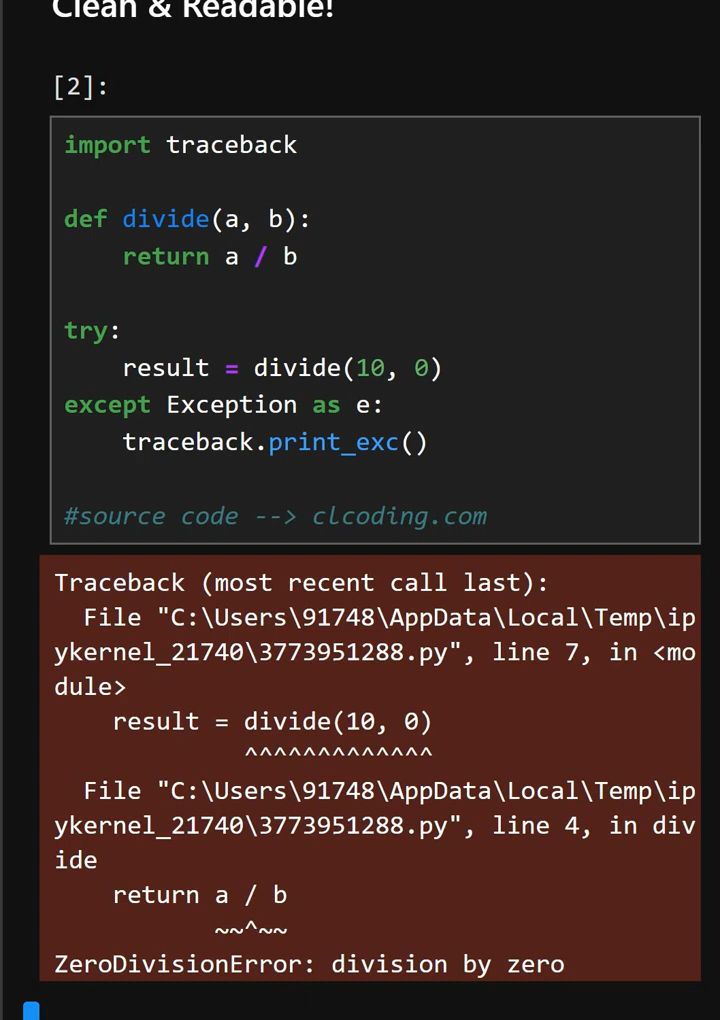 Clean & Readable!
[2]:
import traceback
def divide(a, b):
    return a / b
try:
    result = divide(10, 0)
except Exception as e:
    traceback.print_exc()
#source code --> clcoding.com
Traceback (most recent call last):
  File "C:\Users\91748\AppData\Local\Temp\ip
ykernel_21740\3773951288.py", line 7, in <mo
dule>
    result = divide(10, 0)
             ^^^^^^^^^^^^^
  File "C:\Users\91748\AppData\Local\Temp\ip
ykernel_21740\3773951288.py", line 4, in div
ide
    return a / b
           ~~^~~
ZeroDivisionError: division by zero